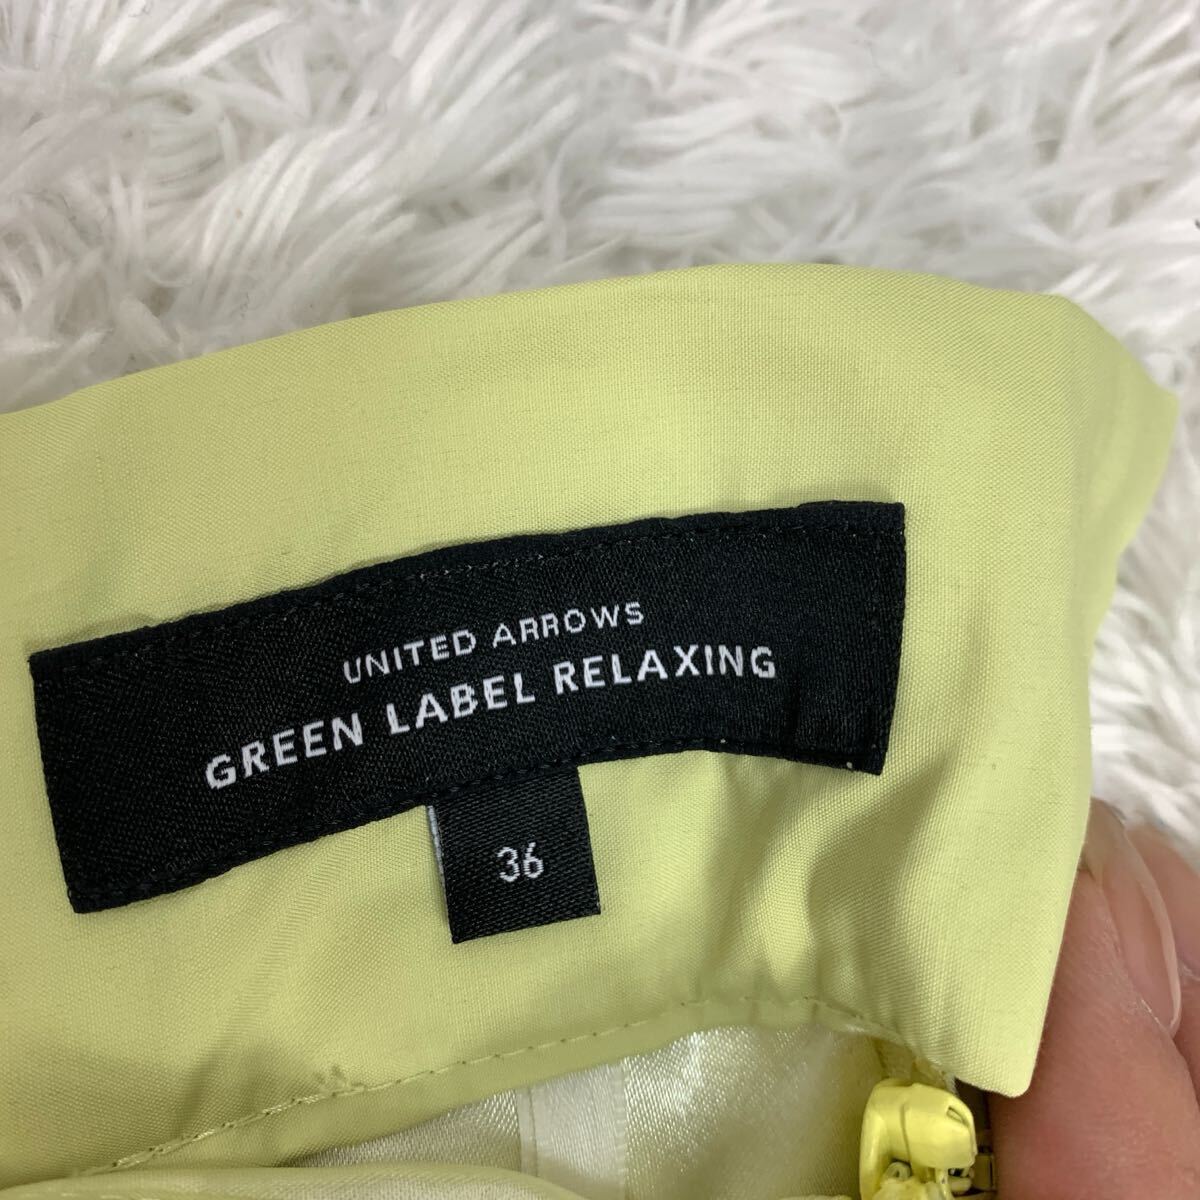 UNITED ARROWS
GREEN LABEL RELAXING
36